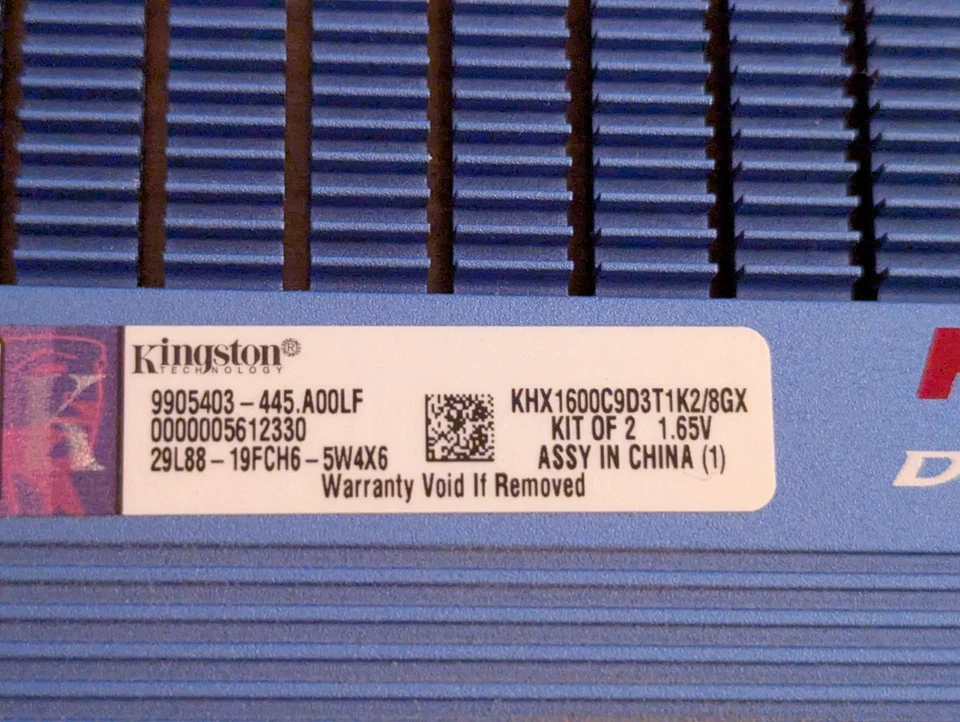 Kingston®
TECHNOLOGY
9905403-445.A00LF
0000005612330
29L88-19FCH6-5W4X6
KHX1600C9D3T1K2/8GX
KIT OF 2 1.65V
ASSY IN CHINA (1)
Warranty Void If Removed
D